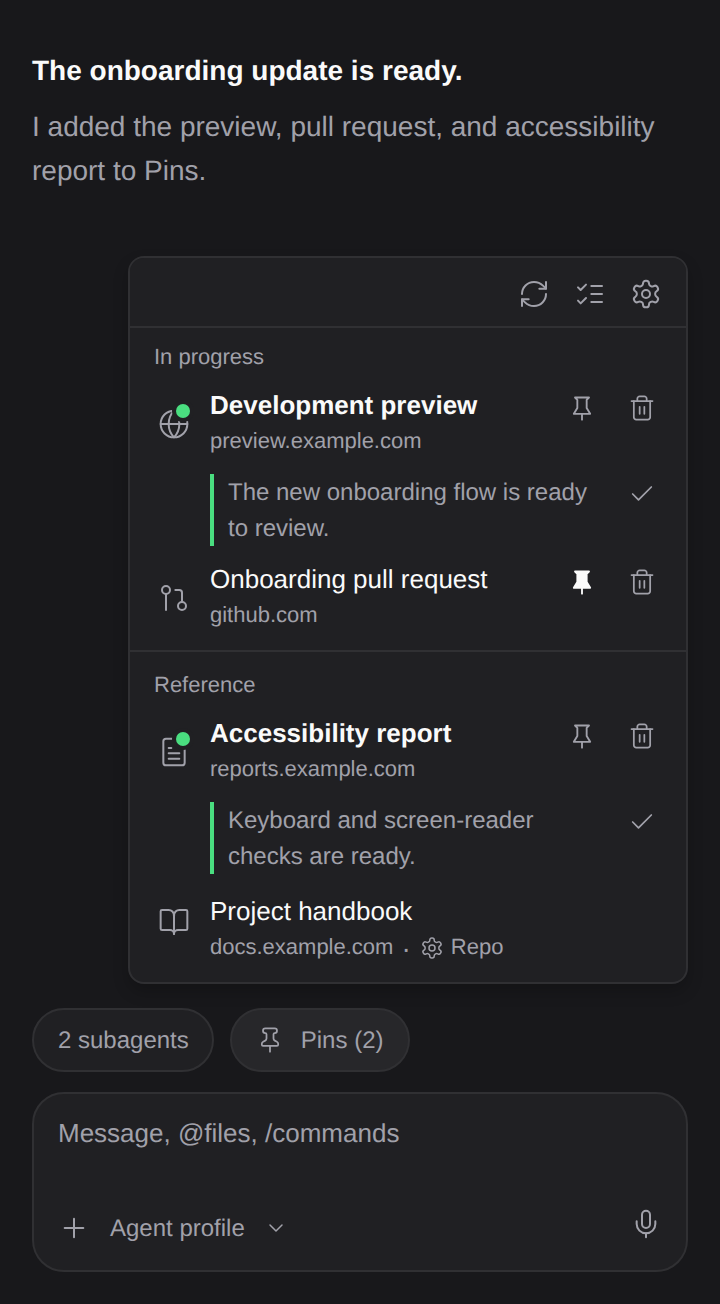 The onboarding update is ready.
I added the preview, pull request, and accessibility
report to Pins.
In progress
Development preview
preview.example.com
The new onboarding flow is ready
to review.
Onboarding pull request
github.com
Reference
Accessibility report
reports.example.com
Keyboard and screen-reader
checks are ready.
Project handbook
docs.example.com · Repo
2 subagents
Pins (2)
Message, @files, /commands
Agent profile